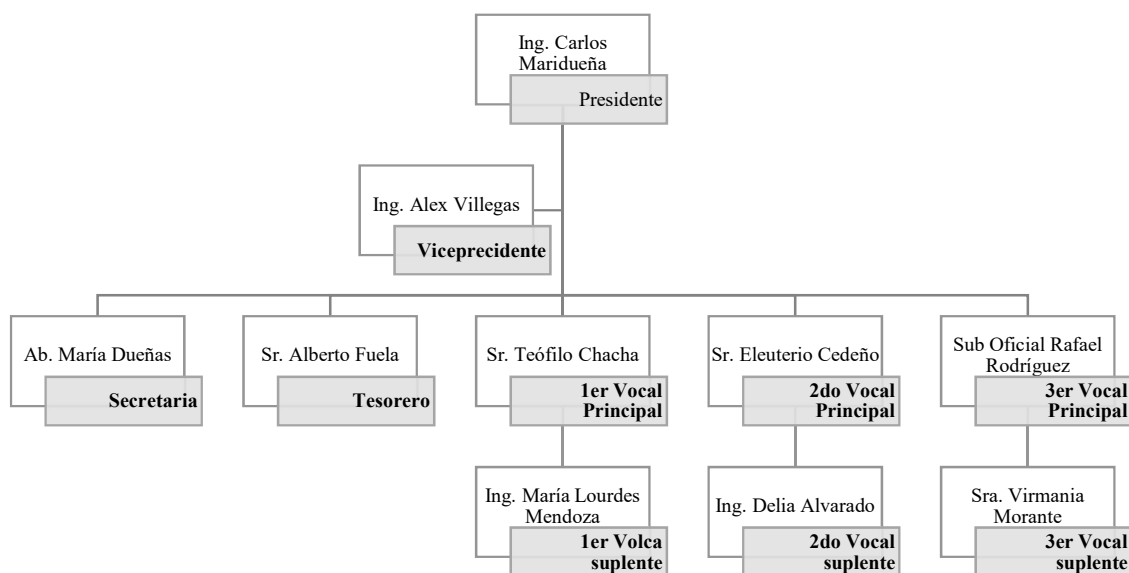 Ing. Carlos
Maridueña
Presidente
Ing. Alex Villegas
Viceprecidente
Ab. María Dueñas
Secretaria
Sr. Alberto Fuela
Tesorero
Sr. Teófilo Chacha
1er Vocal
Principal
Sr. Eleuterio Cedeño
2do Vocal
Principal
Sub Oficial Rafael
Rodríguez
3er Vocal
Principal
Ing. María Lourdes
Mendoza
1er Volca
suplente
Ing. Delia Alvarado
2do Vocal
suplente
Sra. Virmania
Morante
3er Vocal
suplente